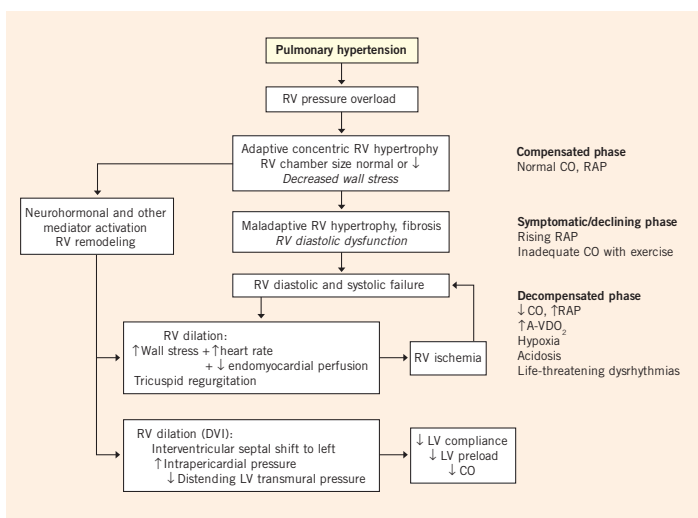 Pulmonary hypertension
RV pressure overload
Adaptive concentric RV hypertrophy
RV chamber size normal or ↓
Decreased wall stress
Compensated phase
Normal CO, RAP
Neurohormonal and other
mediator activation
RV remodeling
Maladaptive RV hypertrophy, fibrosis
RV diastolic dysfunction
Symptomatic/declining phase
Rising RAP
Inadequate CO with exercise
RV diastolic and systolic failure
Decompensated phase
↓ CO, ↑RAP
↑A-VDO2
Hypoxia
Acidosis
Life-threatening dysrhythmias
RV dilation:
↑Wall stress + ↑heart rate
+ ↓ endomyocardial perfusion
Tricuspid regurgitation
RV ischemia
RV dilation (DVI):
Interventricular septal shift to left
↑Intrapericardial pressure
↓ Distending LV transmural pressure
↓ LV compliance
↓ LV preload
↓ CO